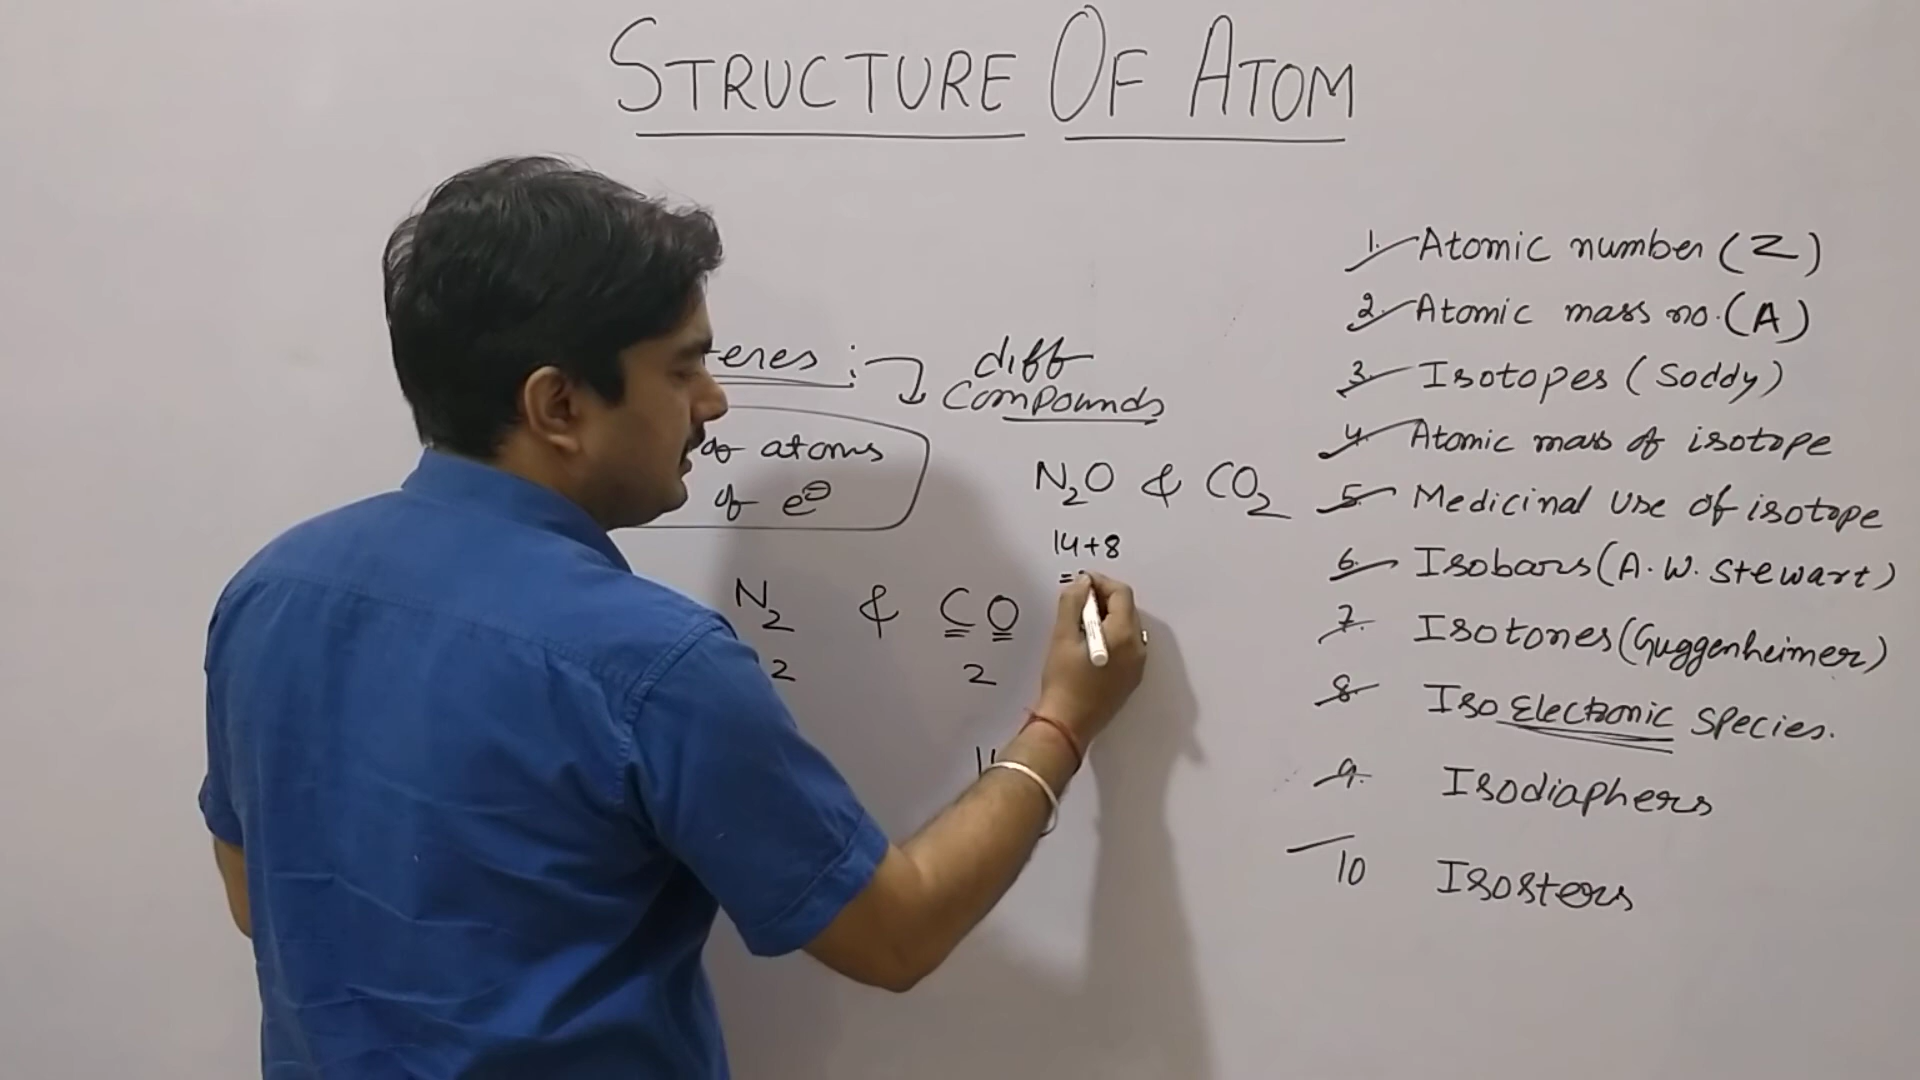 STRUCTURE OF ATOM
teres : diff
compounds
of atoms
of e⊖
N2O & CO2
14+8
=
N2 & CO
2 2
1. Atomic number (Z)
2. Atomic mass no. (A)
3. Isotopes (Soddy)
4. Atomic mass of isotope
5. Medicinal use of isotope
6. Isobars (A.W. Stewart)
7. Isotones (Guggenheimer)
8. Iso Electronic Species.
9. Isodiaphers
10 Isosters